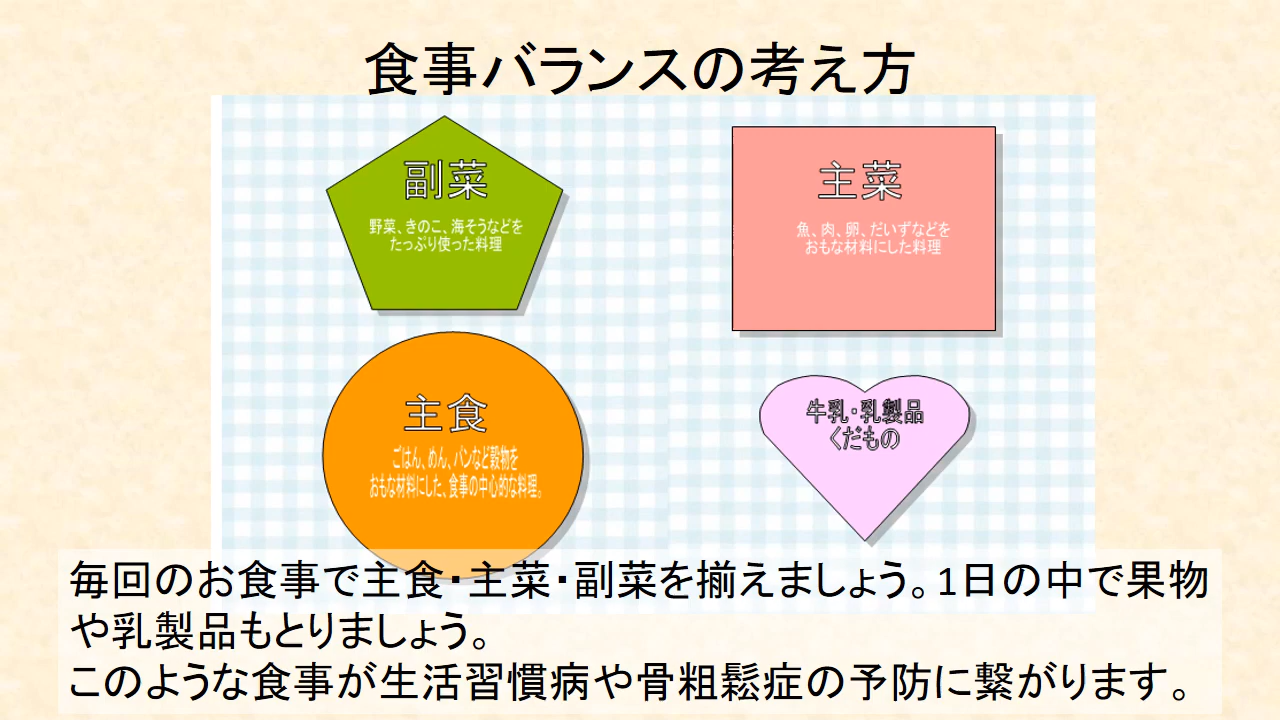 食事バランスの考え方
副菜
野菜、きのこ、海そうなどを
たっぷり使った料理
主菜
魚、肉、卵、だいずなどを
おもな材料にした料理
主食
ごはん、めん、パンなど穀物を
おもな材料にした、食事の中心的な料理。
牛乳・乳製品
くだもの
毎回のお食事で主食・主菜・副菜を揃えましょう。1日の中で果物
や乳製品もとりましょう。
このような食事が生活習慣病や骨粗鬆症の予防に繋がります。